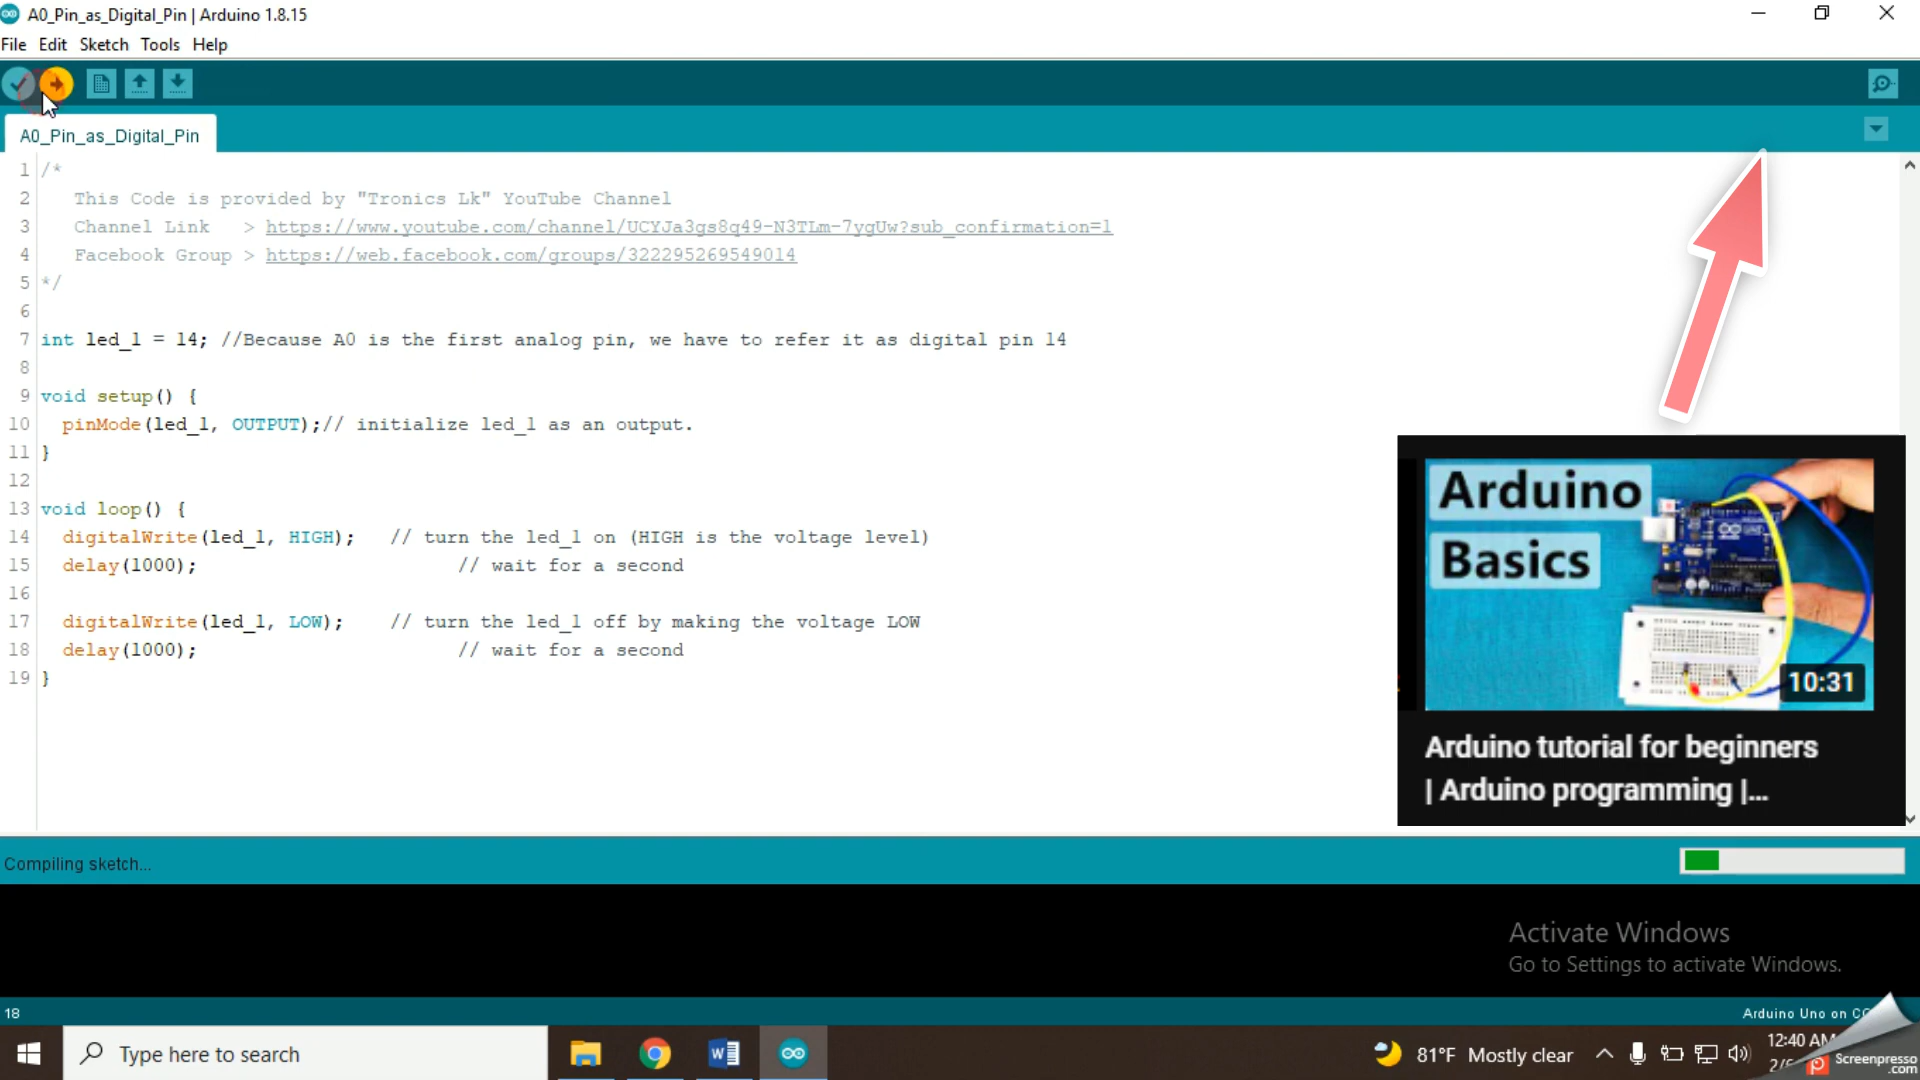 A0_Pin_as_Digital_Pin | Arduino 1.8.15
File Edit Sketch Tools Help
A0_Pin_as_Digital_Pin
1 /*
2 This Code is provided by "Tronics Lk" YouTube Channel
3 Channel Link > https://www.youtube.com/channel/UCYJa3gs8q49-N3TLm-7ygUw?sub_confirmation=1
4 Facebook Group > https://web.facebook.com/groups/322295269549014
5 */
6
7 int led_1 = 14; //Because A0 is the first analog pin, we have to refer it as digital pin 14
8
9 void setup() {
10 pinMode(led_1, OUTPUT);// initialize led_1 as an output.
11 }
12
13 void loop() {
14 digitalWrite(led_1, HIGH); // turn the led_1 on (HIGH is the voltage level)
15 delay(1000); // wait for a second
16
17 digitalWrite(led_1, LOW); // turn the led_1 off by making the voltage LOW
18 delay(1000); // wait for a second
19 }
Arduino
Basics
10:31
Arduino tutorial for beginners
| Arduino programming |...
Compiling sketch...
Activate Windows
Go to Settings to activate Windows.
18
Arduino Uno on
Type here to search
81°F Mostly clear
12:40 AM
Screenpresso
.com